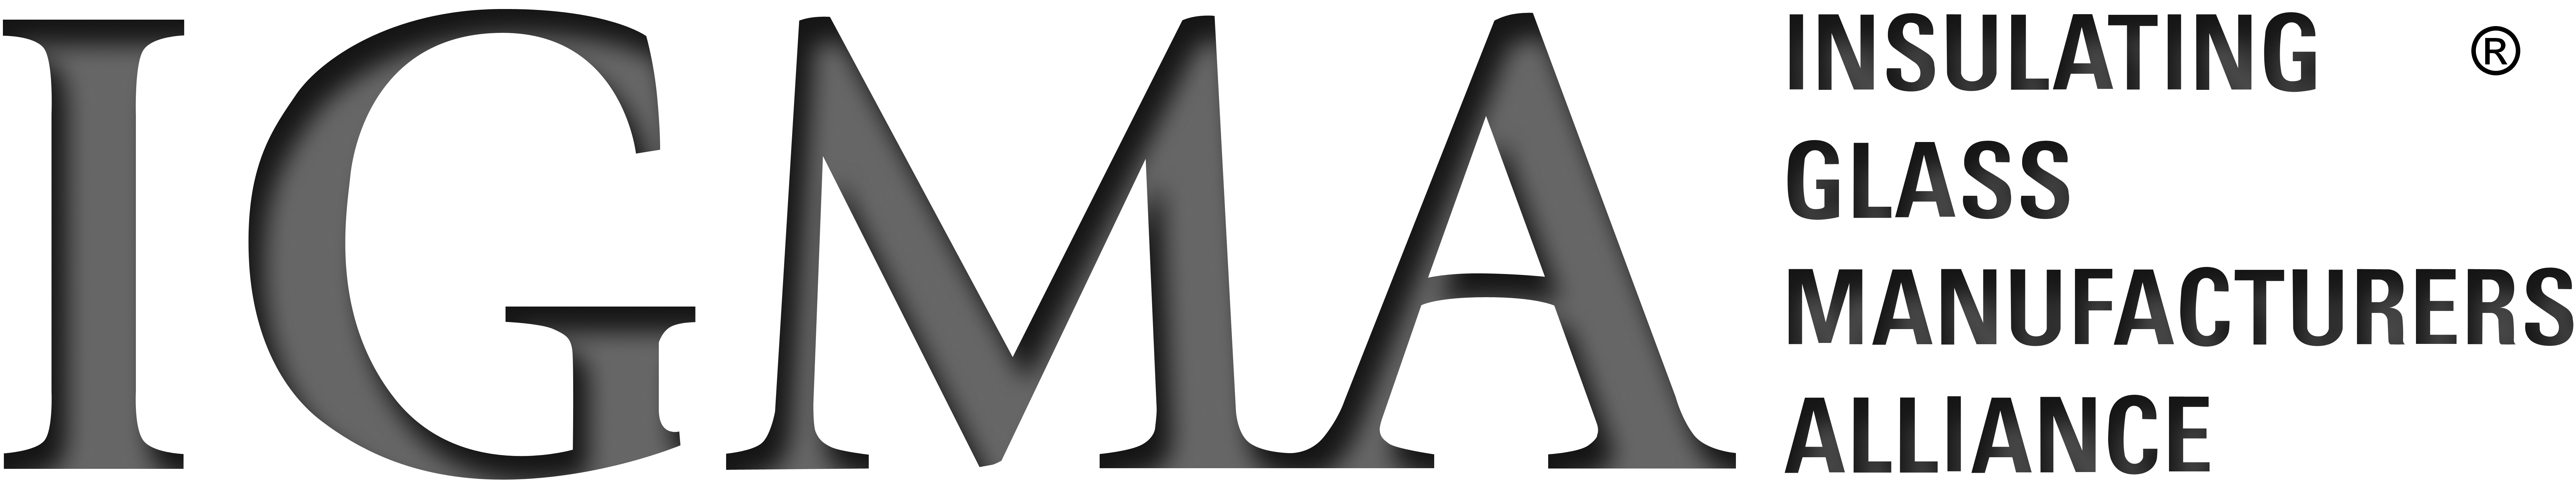 IGMA
INSULATING ®
GLASS
MANUFACTURERS
ALLIANCE